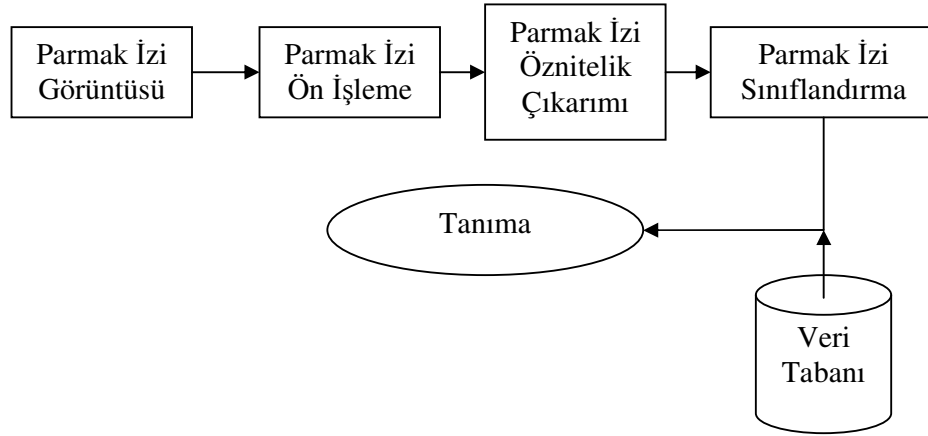 Parmak İzi
Görüntüsü
Parmak İzi
Ön İşleme
Parmak İzi
Öznitelik
Çıkarımı
Parmak İzi
Sınıflandırma
Tanıma
Veri
Tabanı